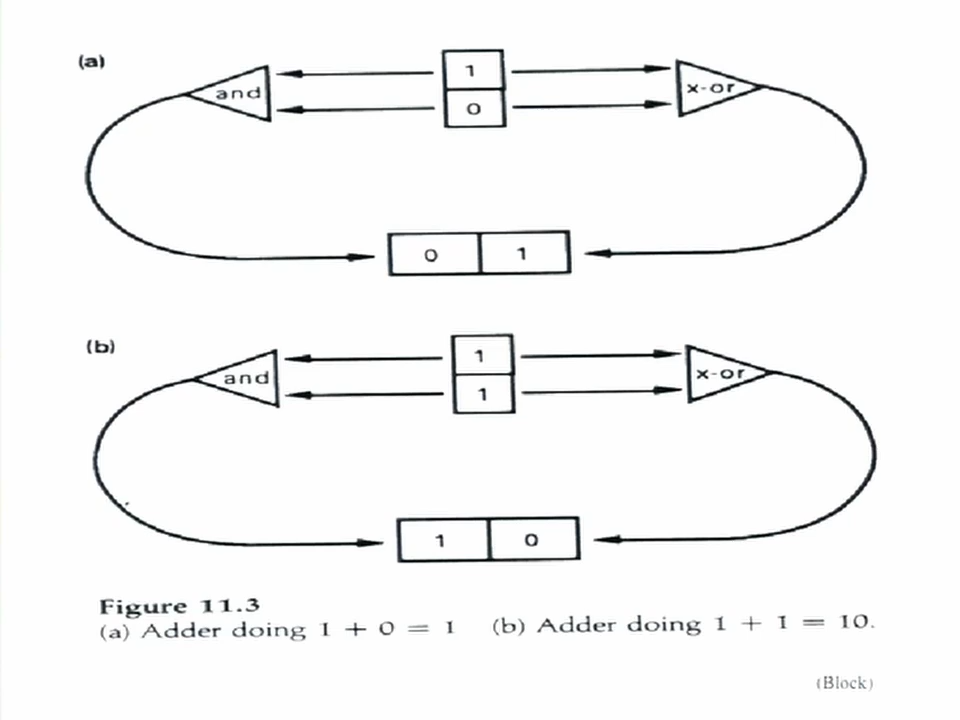 (a)
and
1
0
x-or
0 1
(b)
and
1
1
x-or
1 0
Figure 11.3
(a) Adder doing 1 + 0 = 1 (b) Adder doing 1 + 1 = 10.
(Block)